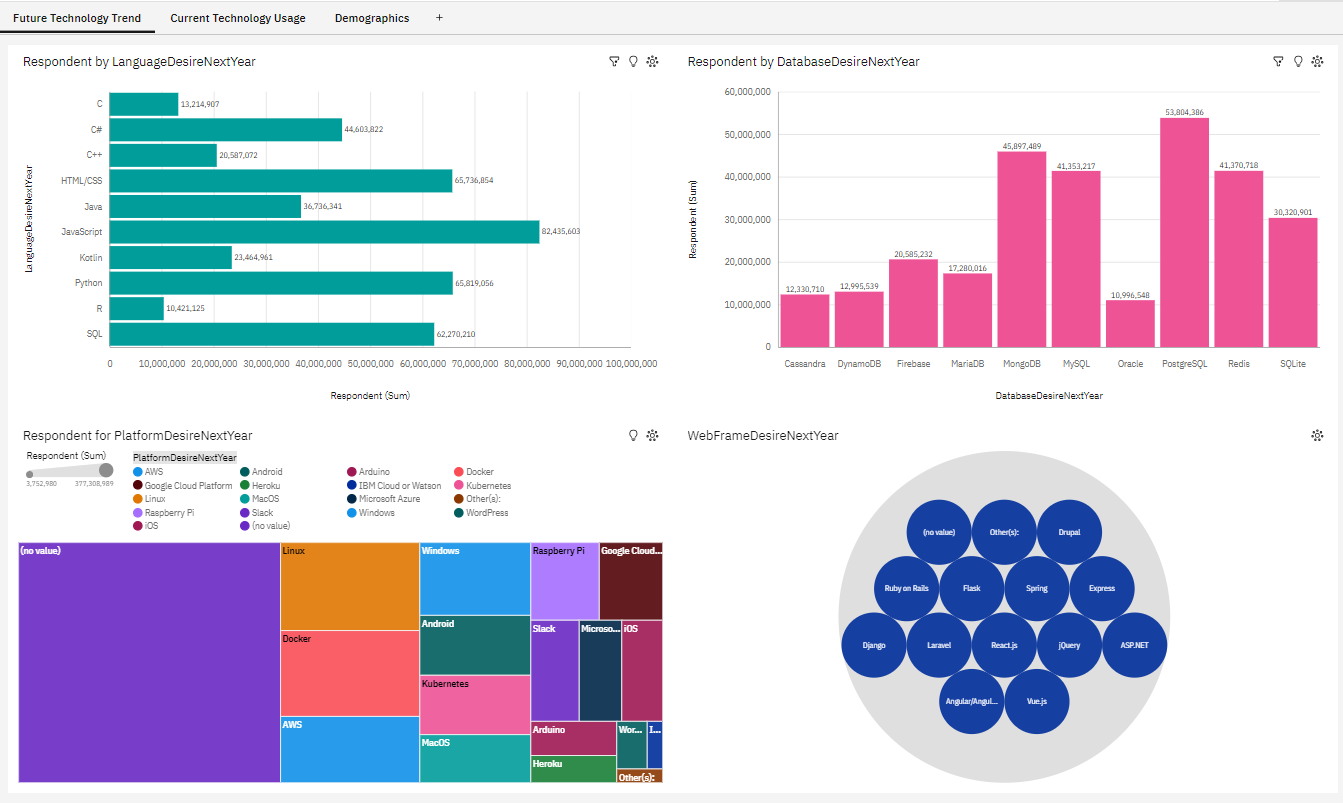 Future Technology Trend
Current Technology Usage
Demographics
+
Respondent by LanguageDesireNextYear
LanguageDesireNextYear
C
13,214,907
C#
44,603,822
C++
20,587,072
HTML/CSS
65,736,854
Java
36,736,341
JavaScript
82,435,603
Kotlin
23,464,961
Python
65,819,056
R
10,421,125
SQL
62,270,210
0 10,000,000 20,000,000 30,000,000 40,000,000 50,000,000 60,000,000 70,000,000 80,000,000 90,000,000 100,000,000
Respondent (Sum)
Respondent by DatabaseDesireNextYear
Respondent (Sum)
60,000,000
50,000,000
40,000,000
30,000,000
20,000,000
10,000,000
0
12,330,710
12,995,539
20,585,232
17,280,016
45,897,489
41,353,217
10,996,548
53,804,386
41,370,718
30,320,901
Cassandra DynamoDB Firebase MariaDB MongoDB MySQL Oracle PostgreSQL Redis SQLite
DatabaseDesireNextYear
Respondent for PlatformDesireNextYear
Respondent (Sum)
3,752,980 377,308,989
PlatformDesireNextYear
AWS Android Arduino Docker
Google Cloud Platform Heroku IBM Cloud or Watson Kubernetes
Linux MacOS Microsoft Azure Other(s):
Raspberry Pi Slack Windows WordPress
iOS (no value)
(no value)
Linux
Docker
AWS
Windows
Android
Kubernetes
MacOS
Raspberry Pi
Google Cloud...
Slack
Microso...
iOS
Arduino
Heroku
Wor...
I...
Other(s):
WebFrameDesireNextYear
(no value) Other(s): Drupal
Ruby on Rails Flask Spring Express
Django Laravel React.js jQuery ASP.NET
Angular/Angul... Vue.js